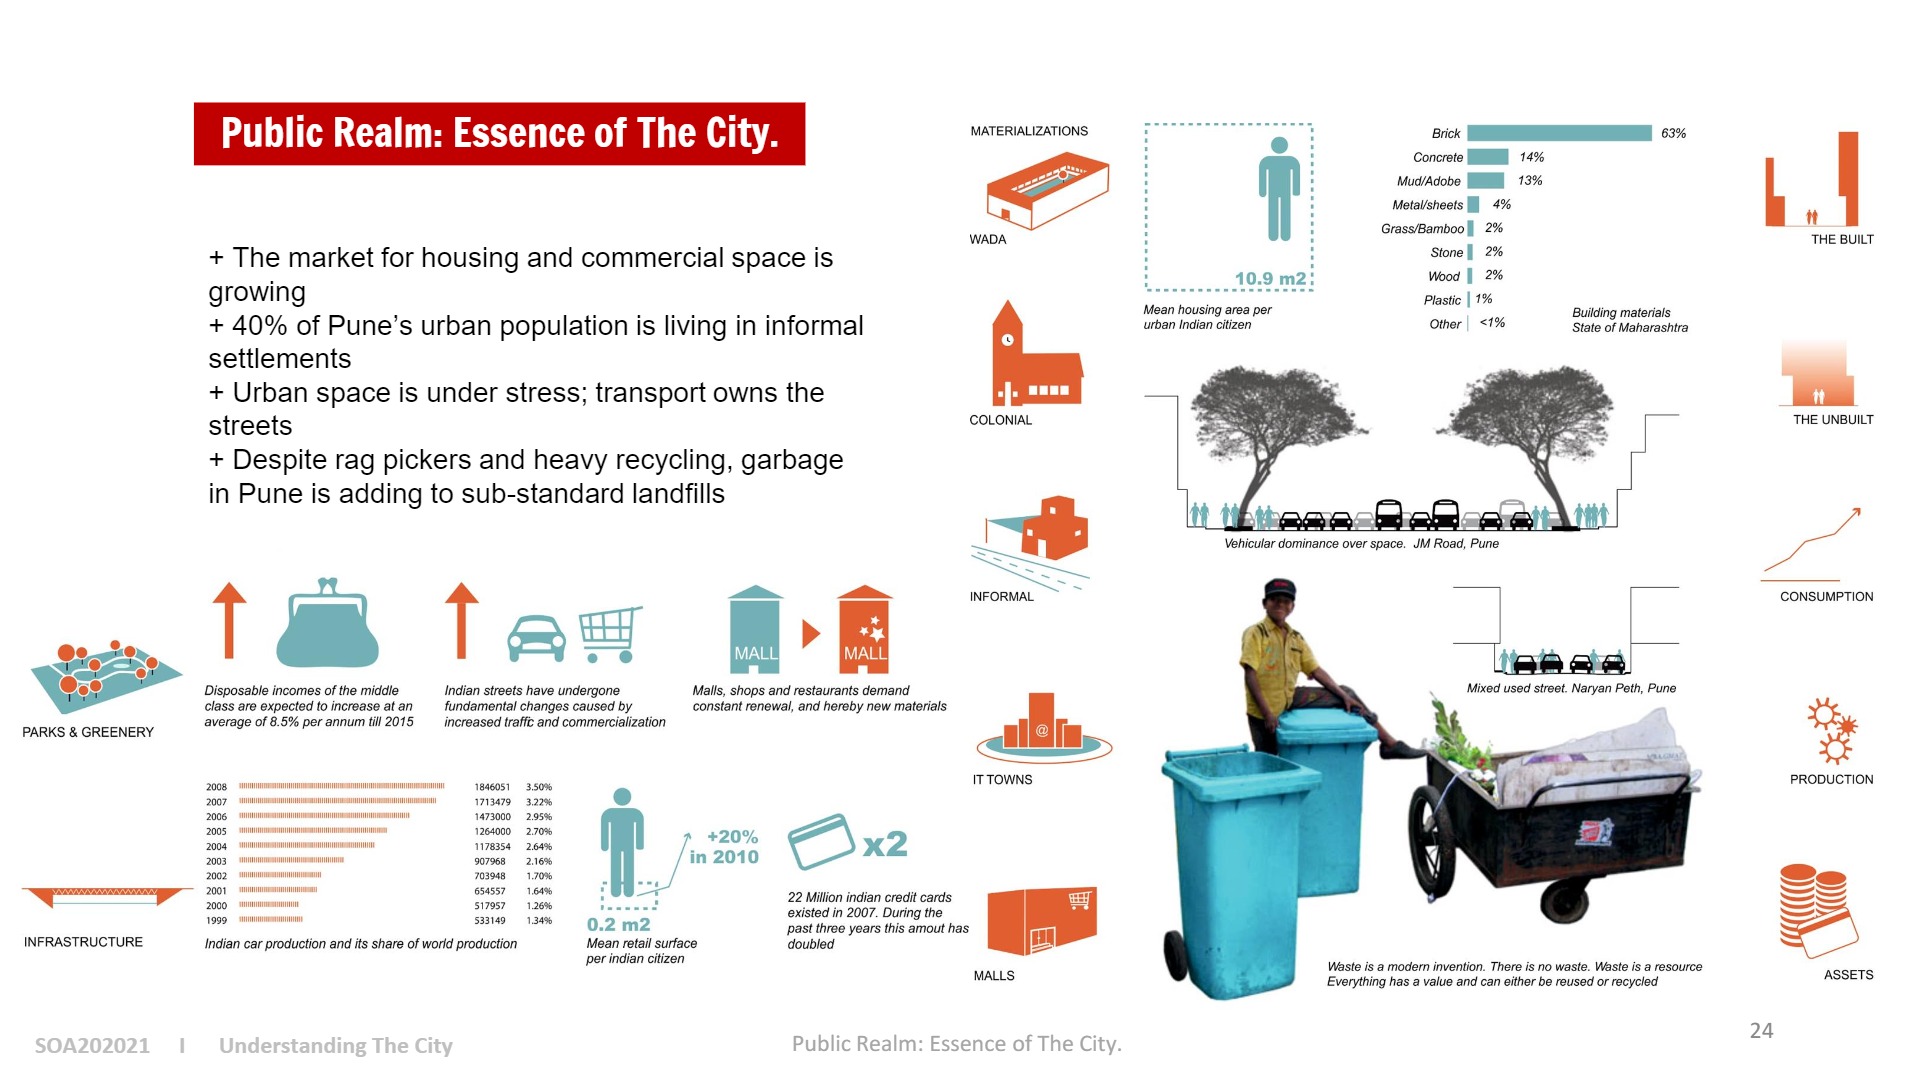 Public Realm: Essence of The City.
+ The market for housing and commercial space is
growing
+ 40% of Pune's urban population is living in informal
settlements
+ Urban space is under stress; transport owns the
streets
+ Despite rag pickers and heavy recycling, garbage
in Pune is adding to sub-standard landfills
PARKS & GREENERY
Disposable incomes of the middle
class are expected to increase at an
average of 8.5% per annum till 2015
Indian streets have undergone
fundamental changes caused by
increased traffic and commercialization
MALL
MALL
Malls, shops and restaurants demand
constant renewal, and hereby new materials
INFRASTRUCTURE
2008 1846051 3.50%
2007 1713479 3.22%
2006 1473000 2.95%
2005 1264000 2.70%
2004 1178354 2.64%
2003 907968 2.16%
2002 703948 1.70%
2001 654557 1.64%
2000 517957 1.26%
1999 533149 1.34%
Indian car production and its share of world production
+20%
in 2010
0.2 m2
Mean retail surface
per indian citizen
x2
22 Million indian credit cards
existed in 2007. During the
past three years this amout has
doubled
MATERIALIZATIONS
WADA
COLONIAL
INFORMAL
@
IT TOWNS
MALLS
10.9 m2
Mean housing area per
urban Indian citizen
Brick 63%
Concrete 14%
Mud/Adobe 13%
Metal/sheets 4%
Grass/Bamboo 2%
Stone 2%
Wood 2%
Plastic 1%
Other <1%
Building materials
State of Maharashtra
Vehicular dominance over space. JM Road, Pune
Mixed used street. Naryan Peth, Pune
Waste is a modern invention. There is no waste. Waste is a resource
Everything has a value and can either be reused or recycled
THE BUILT
THE UNBUILT
CONSUMPTION
PRODUCTION
ASSETS
SOA202021 I Understanding The City
Public Realm: Essence of The City.
24